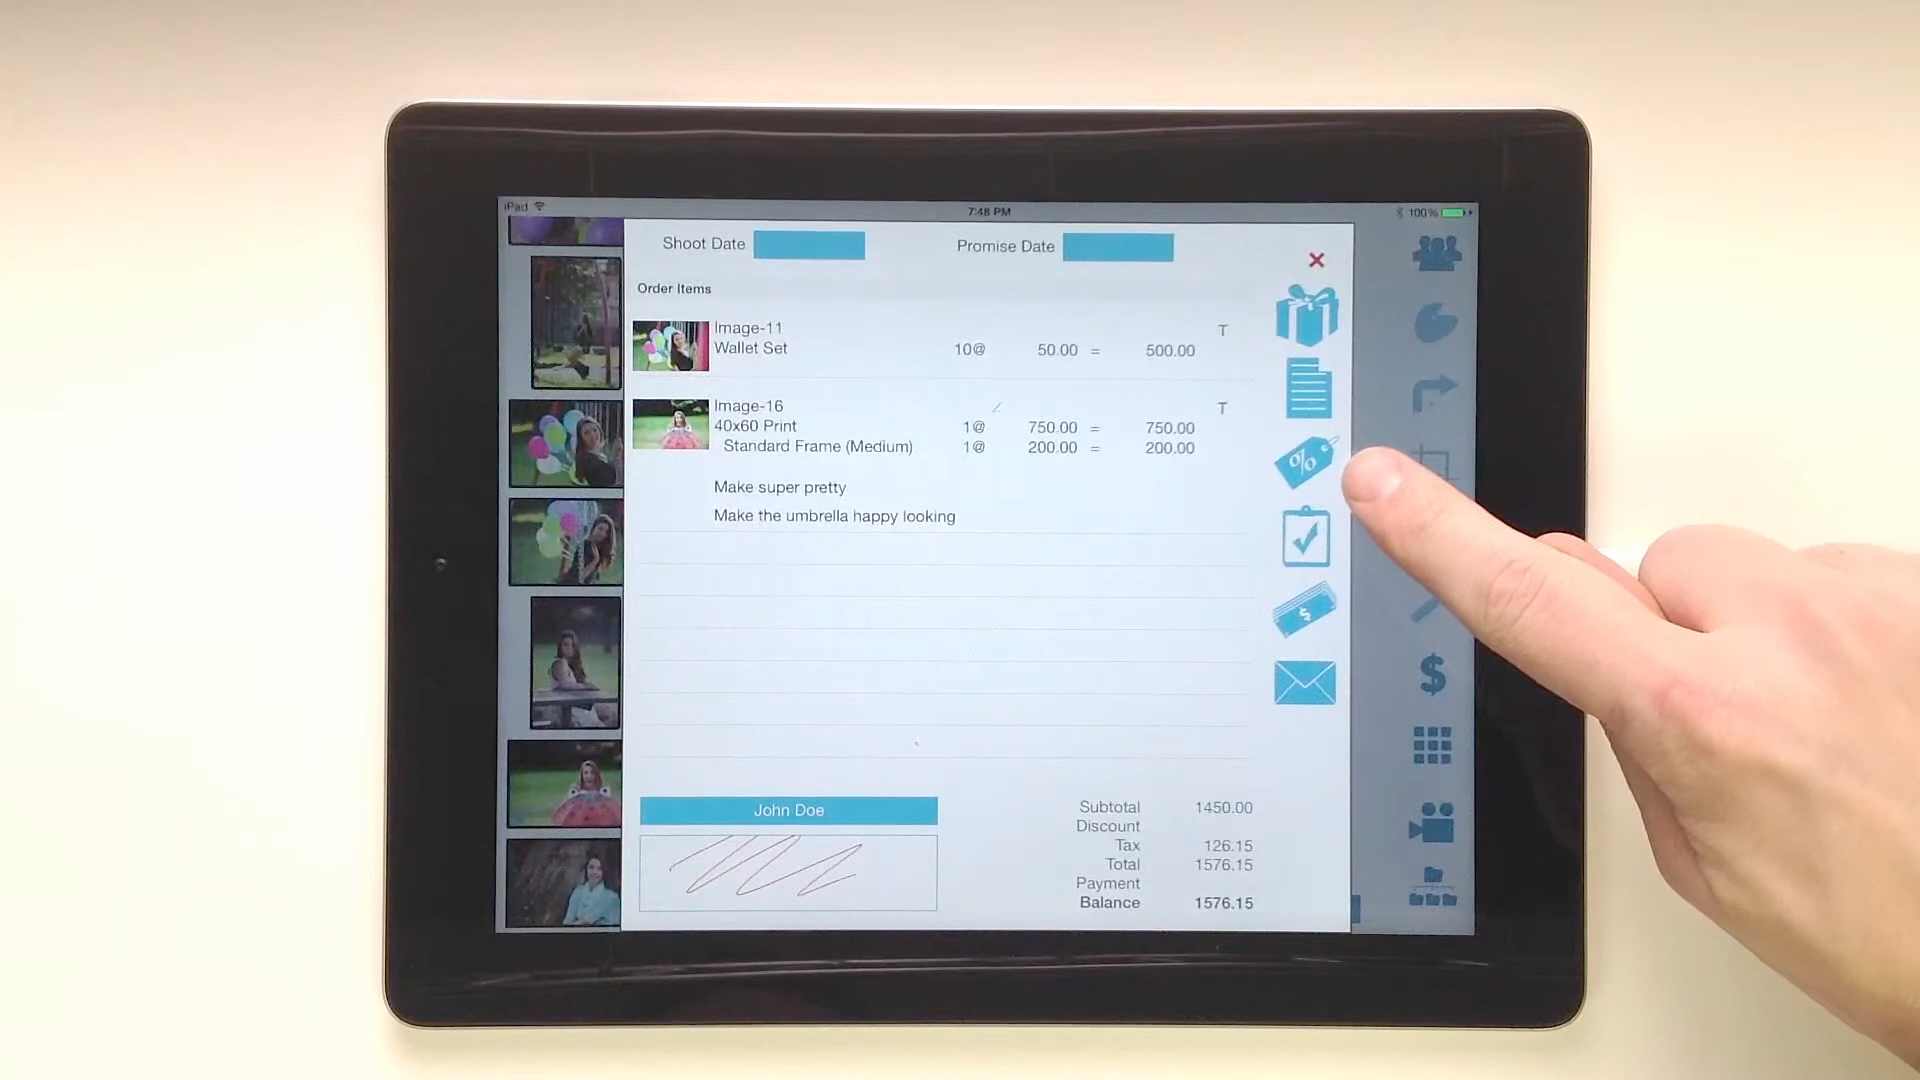 iPad
7:48 PM
100%
Shoot Date
Promise Date
Order Items
Image-11
T
Wallet Set
10@ 50.00 = 500.00
Image-16
T
40x60 Print
1@ 750.00 = 750.00
Standard Frame (Medium)
1@ 200.00 = 200.00
Make super pretty
Make the umbrella happy looking
%
$
$
John Doe
Subtotal 1450.00
Discount
Tax 126.15
Total 1576.15
Payment
Balance 1576.15